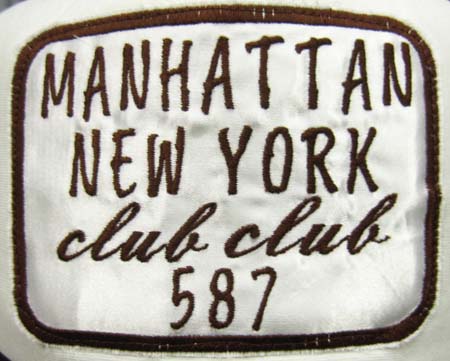 MANHATTAN
NEW YORK
club club
587